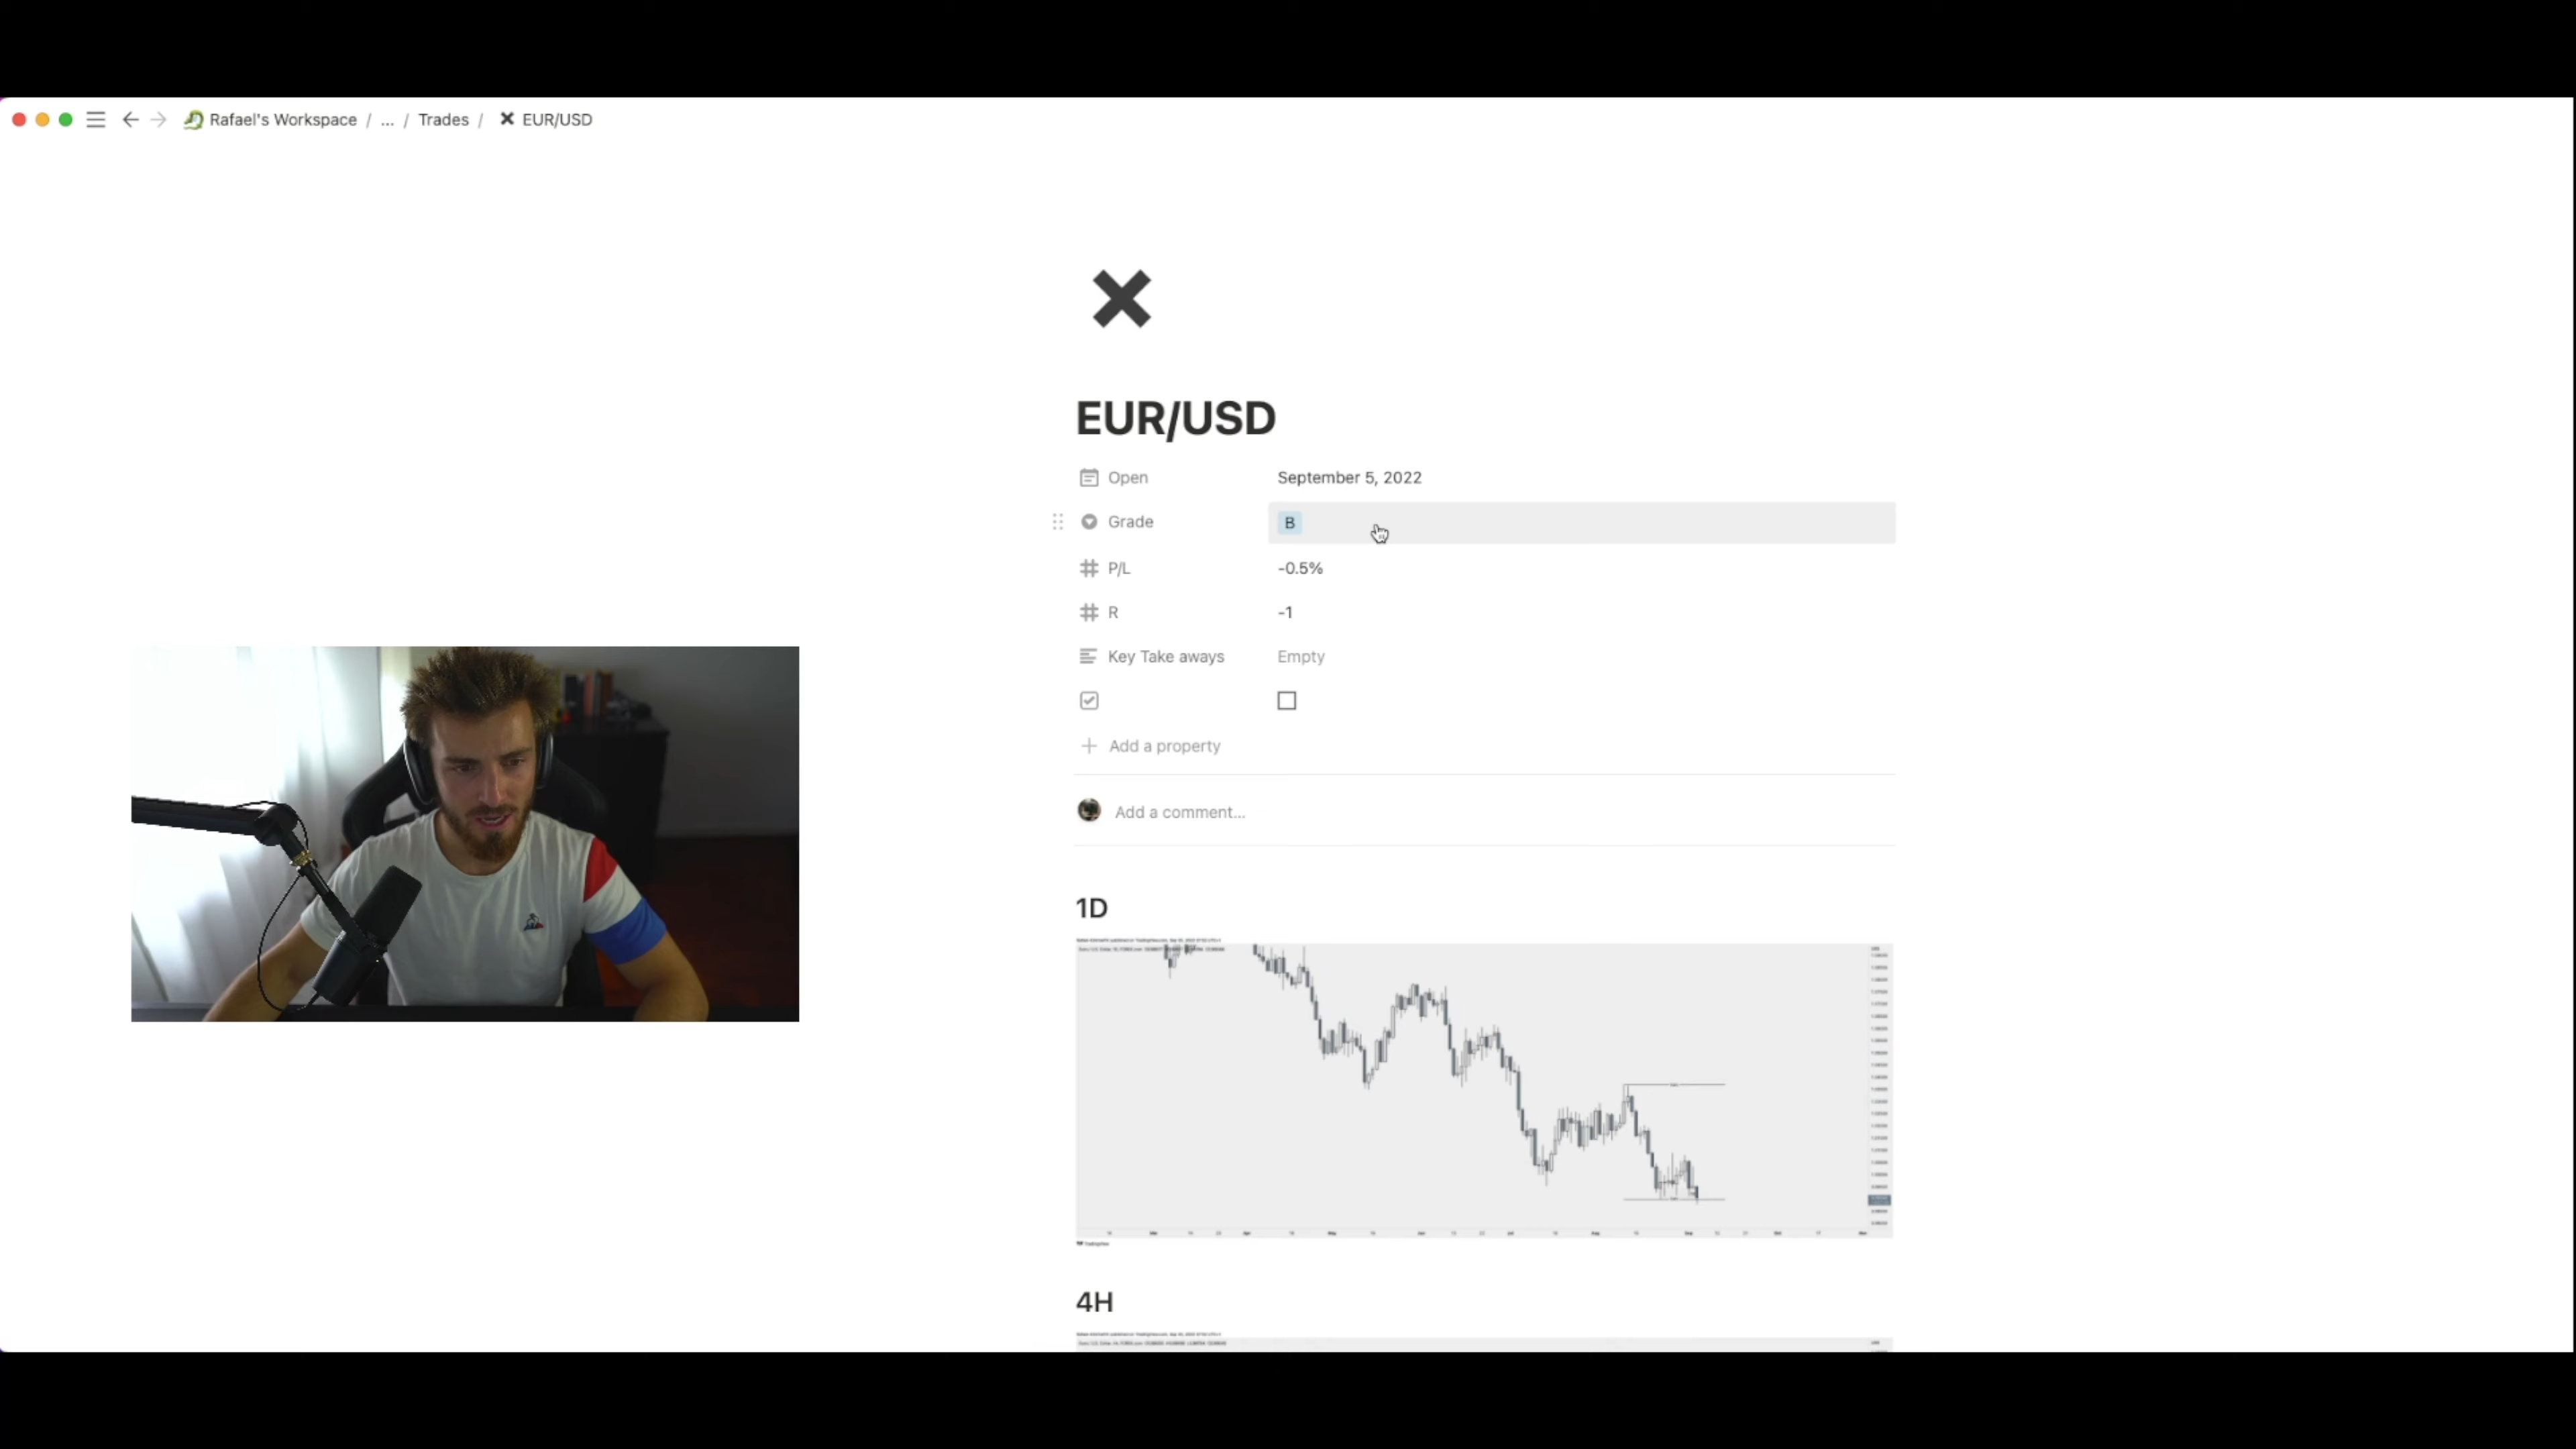 Rafael's Workspace / ... / Trades / EUR/USD
EUR/USD
Open September 5, 2022
Grade B
P/L -0.5%
R -1
Key Take aways Empty
Add a property
Add a comment...
1D
TradingView
4H